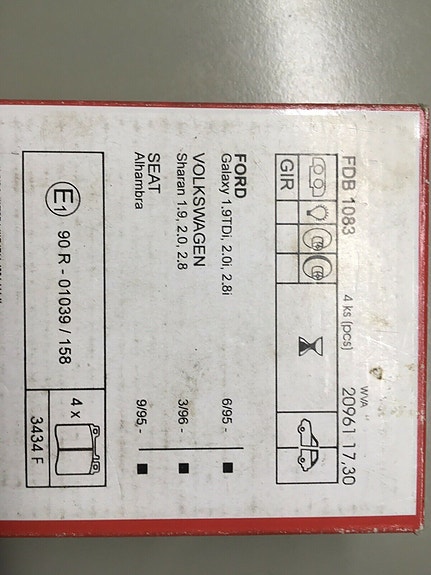 FDB 1083 4 ks (pcs) WVA 20961 17,30
GIR
FORD
Galaxy 1.9TDi, 2.0i, 2.8i 6/95 -
VOLKSWAGEN
Sharan 1.9, 2.0, 2.8 3/96 -
SEAT
Alhambra 9/95 -
E1 90 R - 01039 / 158
4 x
3434 F